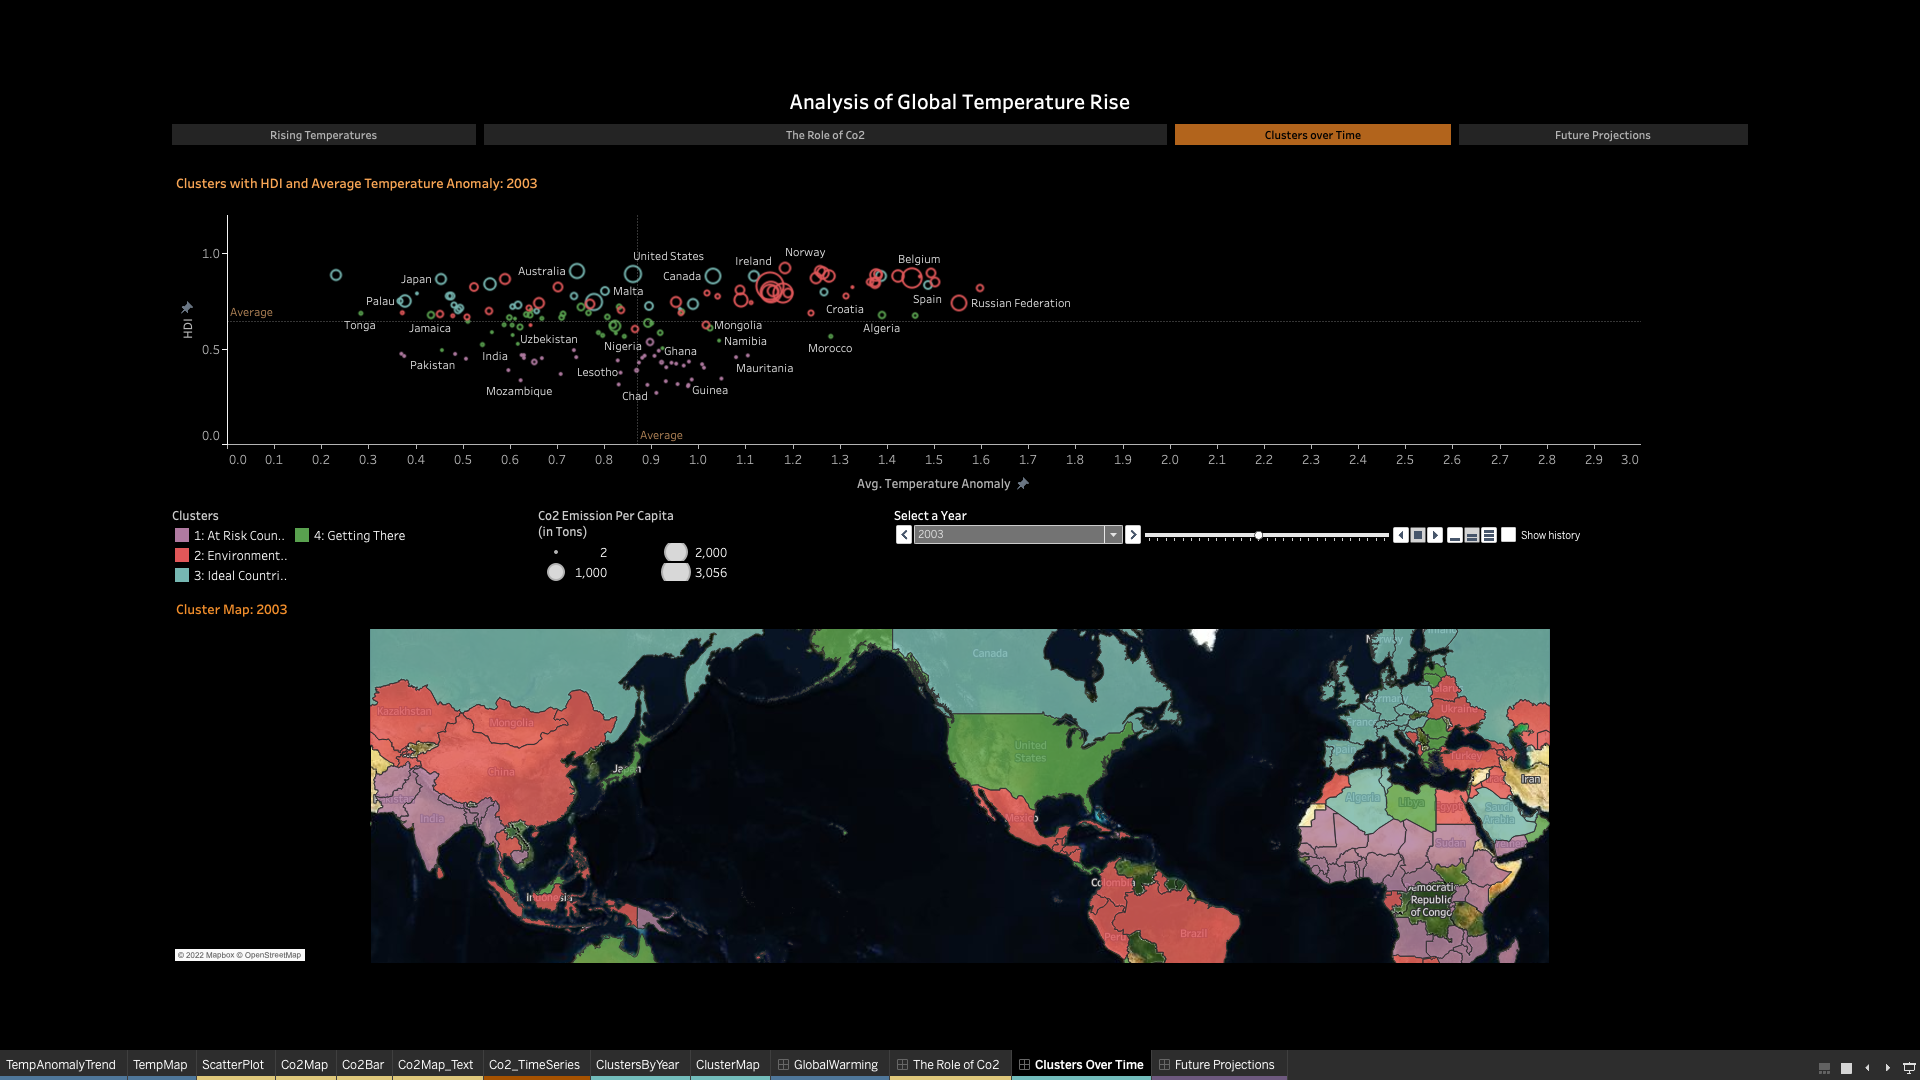 Analysis of Global Temperature Rise
Rising Temperatures
The Role of Co2
Clusters over Time
Future Projections
Clusters with HDI and Average Temperature Anomaly: 2003
1.0
0.5
0.0
HDI
Norway
United States
Ireland
Belgium
Australia
Japan
Canada
Malta
Palau
Spain
Russian Federation
Average
Croatia
Tonga
Jamaica
Mongolia
Algeria
Uzbekistan
Namibia
Nigeria
Morocco
India
Ghana
Pakistan
Mauritania
Lesotho
Mozambique
Guinea
Chad
Average
0.0 0.1 0.2 0.3 0.4 0.5 0.6 0.7 0.8 0.9 1.0 1.1 1.2 1.3 1.4 1.5 1.6 1.7 1.8 1.9 2.0 2.1 2.2 2.3 2.4 2.5 2.6 2.7 2.8 2.9 3.0
Avg. Temperature Anomaly
Clusters
1: At Risk Coun..
4: Getting There
2: Environment..
3: Ideal Countri..
Co2 Emission Per Capita
(in Tons)
2
2,000
1,000
3,056
Select a Year
2003
Show history
Cluster Map: 2003
Canada
Norway
Kazakhstan
Mongolia
Ukraine
United
States
China
Japan
Turkey
Iran
Pakistan
India
Algeria
Libya
Egypt
Saudi
Arabia
Mexico
Sudan
Colombia
Indonesia
Republic
of Congo
Peru
Brazil
© 2022 Mapbox © OpenStreetMap
TempAnomalyTrend
TempMap
ScatterPlot
Co2Map
Co2Bar
Co2Map_Text
Co2_TimeSeries
ClustersByYear
ClusterMap
GlobalWarming
The Role of Co2
Clusters Over Time
Future Projections